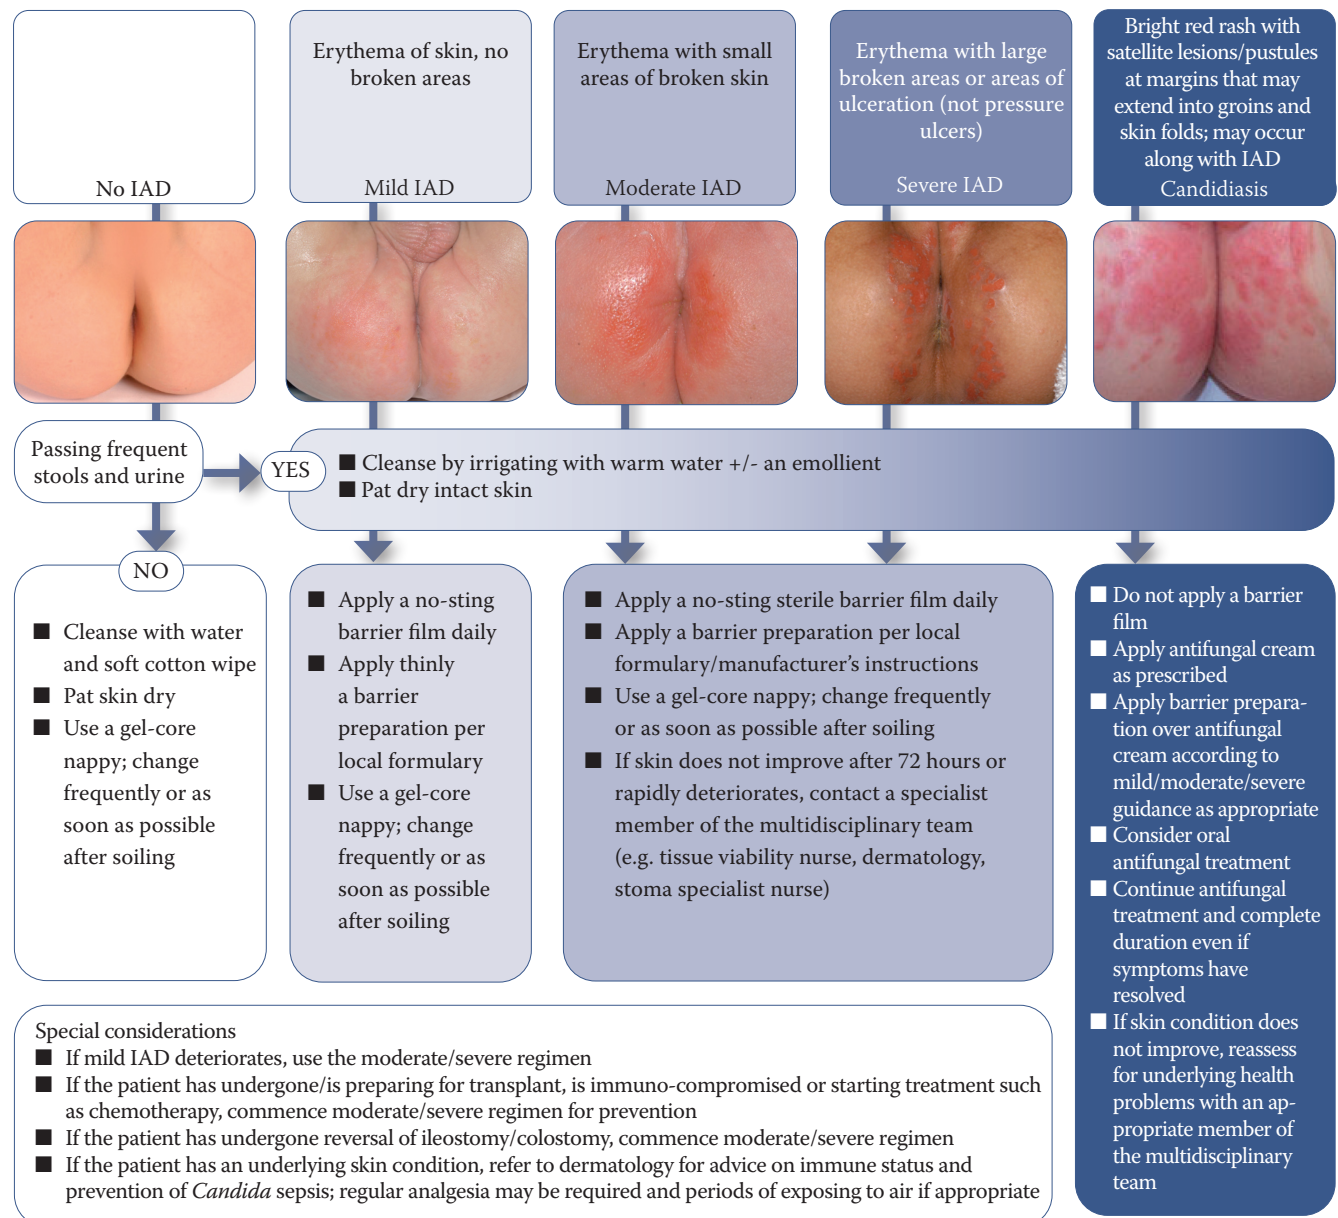 No IAD
Erythema of skin, no
broken areas
Mild IAD
Erythema with small
areas of broken skin
Moderate IAD
Erythema with large
broken areas or areas of
ulceration (not pressure
ulcers)
Severe IAD
Bright red rash with
satellite lesions/pustules
at margins that may
extend into groins and
skin folds; may occur
along with IAD
Candidiasis
Passing frequent
stools and urine
YES
■ Cleanse by irrigating with warm water +/- an emollient
■ Pat dry intact skin
NO
■ Cleanse with water
and soft cotton wipe
■ Pat skin dry
■ Use a gel-core
nappy; change
frequently or as
soon as possible
after soiling
■ Apply a no-sting
barrier film daily
■ Apply thinly
a barrier
preparation per
local formulary
■ Use a gel-core
nappy; change
frequently or as
soon as possible
after soiling
■ Apply a no-sting sterile barrier film daily
■ Apply a barrier preparation per local
formulary/manufacturer’s instructions
■ Use a gel-core nappy; change frequently
or as soon as possible after soiling
■ If skin does not improve after 72 hours or
rapidly deteriorates, contact a specialist
member of the multidisciplinary team
(e.g. tissue viability nurse, dermatology,
stoma specialist nurse)
■ Do not apply a barrier
film
■ Apply antifungal cream
as prescribed
■ Apply barrier prepara-
tion over antifungal
cream according to
mild/moderate/severe
guidance as appropriate
■ Consider oral
antifungal treatment
■ Continue antifungal
treatment and complete
duration even if
symptoms have
resolved
■ If skin condition does
not improve, reassess
for underlying health
problems with an ap-
propriate member of
the multidisciplinary
team
Special considerations
■ If mild IAD deteriorates, use the moderate/severe regimen
■ If the patient has undergone/is preparing for transplant, is immuno-compromised or starting treatment such
as chemotherapy, commence moderate/severe regimen for prevention
■ If the patient has undergone reversal of ileostomy/colostomy, commence moderate/severe regimen
■ If the patient has an underlying skin condition, refer to dermatology for advice on immune status and
prevention of Candida sepsis; regular analgesia may be required and periods of exposing to air if appropriate